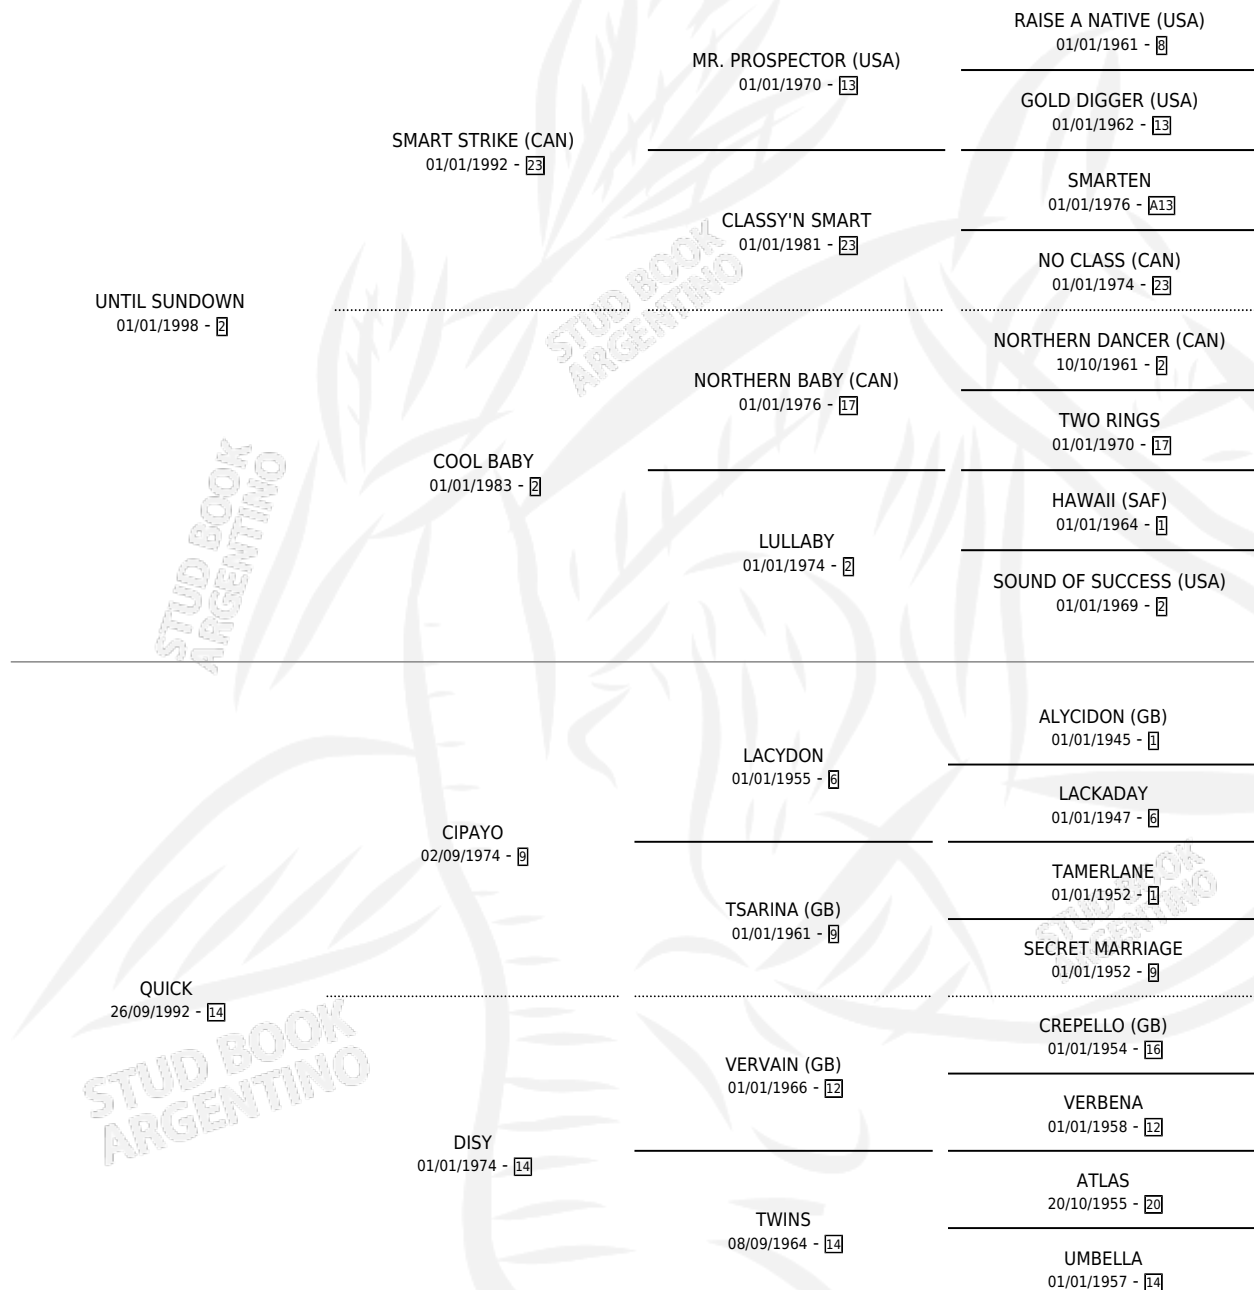 RAISE A NATIVE (USA)
01/01/1961 - 8
MR. PROSPECTOR (USA)
01/01/1970 - 13
GOLD DIGGER (USA)
01/01/1962 - 13
SMART STRIKE (CAN)
01/01/1992 - 23
SMARTEN
01/01/1976 - A13
CLASSY'N SMART
01/01/1981 - 23
NO CLASS (CAN)
01/01/1974 - 23
UNTIL SUNDOWN
01/01/1998 - 2
STUD BOOK
ARGENTINO
NORTHERN DANCER (CAN)
10/10/1961 - 2
NORTHERN BABY (CAN)
01/01/1976 - 17
TWO RINGS
01/01/1970 - 17
COOL BABY
01/01/1983 - 2
HAWAII (SAF)
01/01/1964 - 1
LULLABY
01/01/1974 - 2
SOUND OF SUCCESS (USA)
01/01/1969 - 2
STUD BOOK
ARGENTINO
ALYCIDON (GB)
01/01/1945 - 1
LACYDON
01/01/1955 - 6
LACKADAY
01/01/1947 - 6
CIPAYO
02/09/1974 - 9
TAMERLANE
01/01/1952 - 1
TSARINA (GB)
01/01/1961 - 9
STUD BOOK
ARGENTINO
SECRET MARRIAGE
01/01/1952 - 9
QUICK
26/09/1992 - 14
CREPELLO (GB)
01/01/1954 - 16
VERVAIN (GB)
01/01/1966 - 12
STUD BOOK
ARGENTINO
VERBENA
01/01/1958 - 12
DISY
01/01/1974 - 14
ATLAS
20/10/1955 - 20
TWINS
08/09/1964 - 14
UMBELLA
01/01/1957 - 14